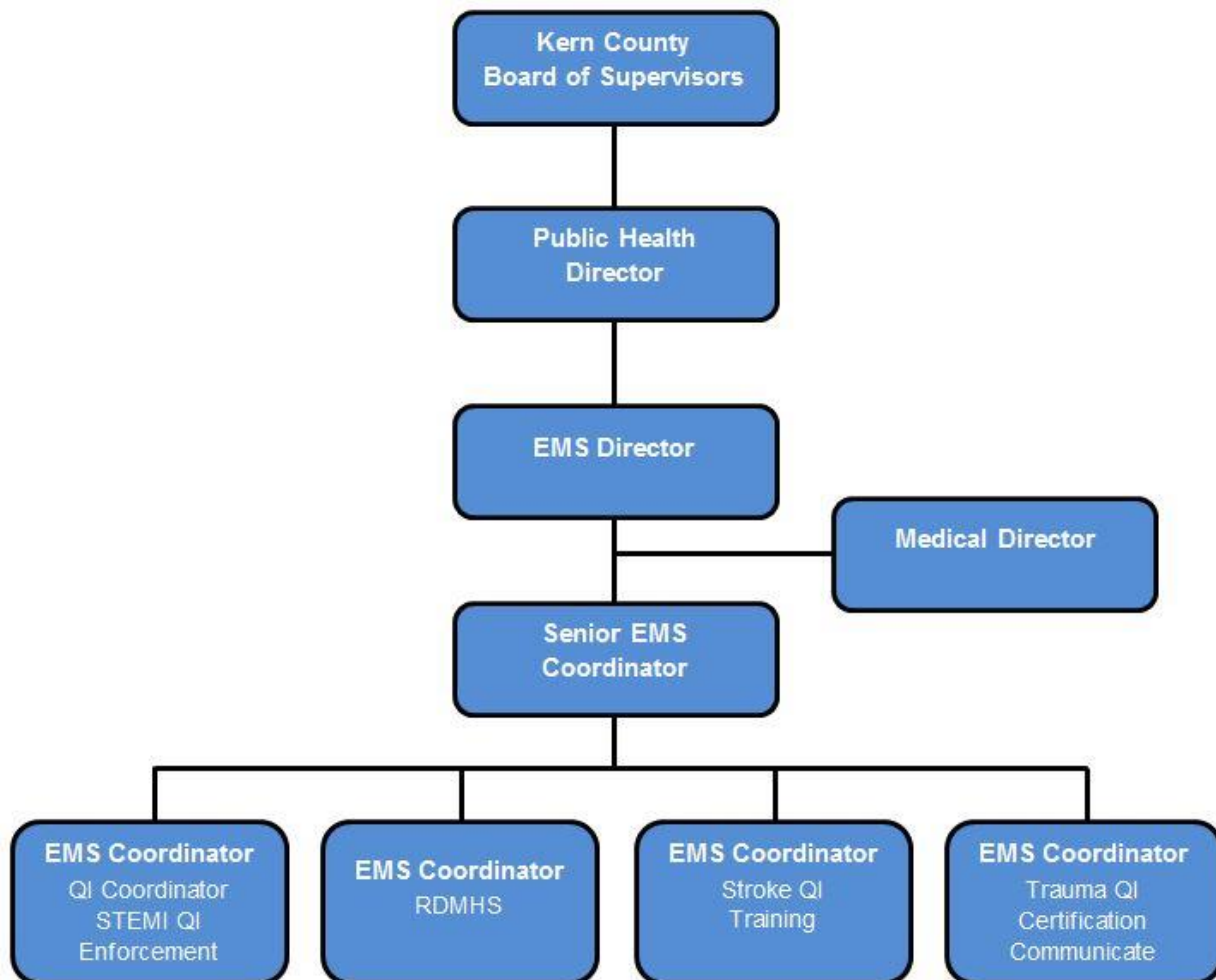 Kern County
Board of Supervisors
Public Health
Director
EMS Director
Medical Director
Senior EMS
Coordinator
EMS Coordinator
QI Coordinator
STEMI QI
Enforcement
EMS Coordinator
RDMHS
EMS Coordinator
Stroke QI
Training
EMS Coordinator
Trauma QI
Certification
Communicate